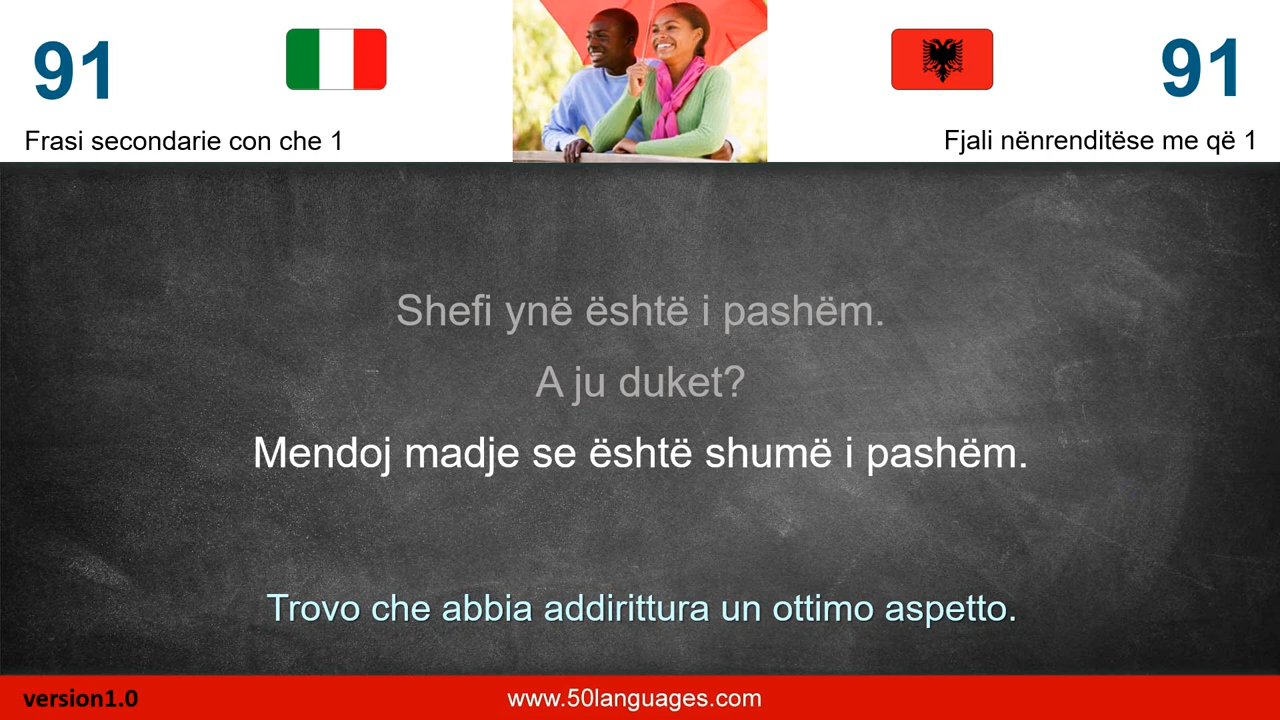 91
91
Frasi secondarie con che 1
Fjali nënrenditëse me që 1
Shefi ynë është i pashëm.
A ju duket?
Mendoj madje se është shumë i pashëm.
Trovo che abbia addirittura un ottimo aspetto.
version1.0
www.50languages.com